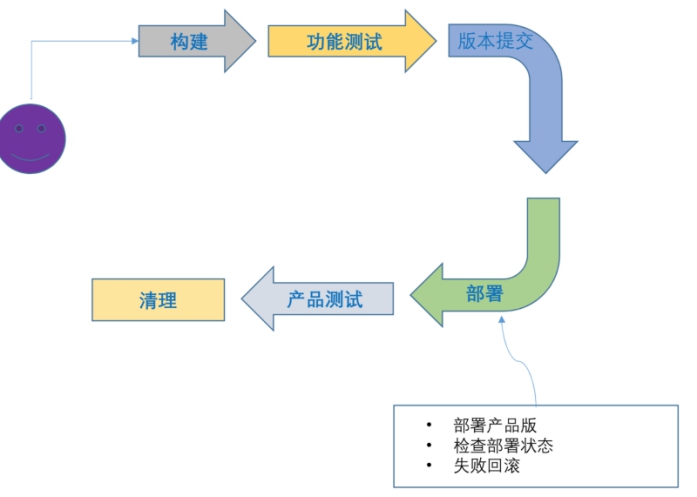 构建
功能测试
版本提交
部署
产品测试
清理
• 部署产品版
• 检查部署状态
• 失败回滚